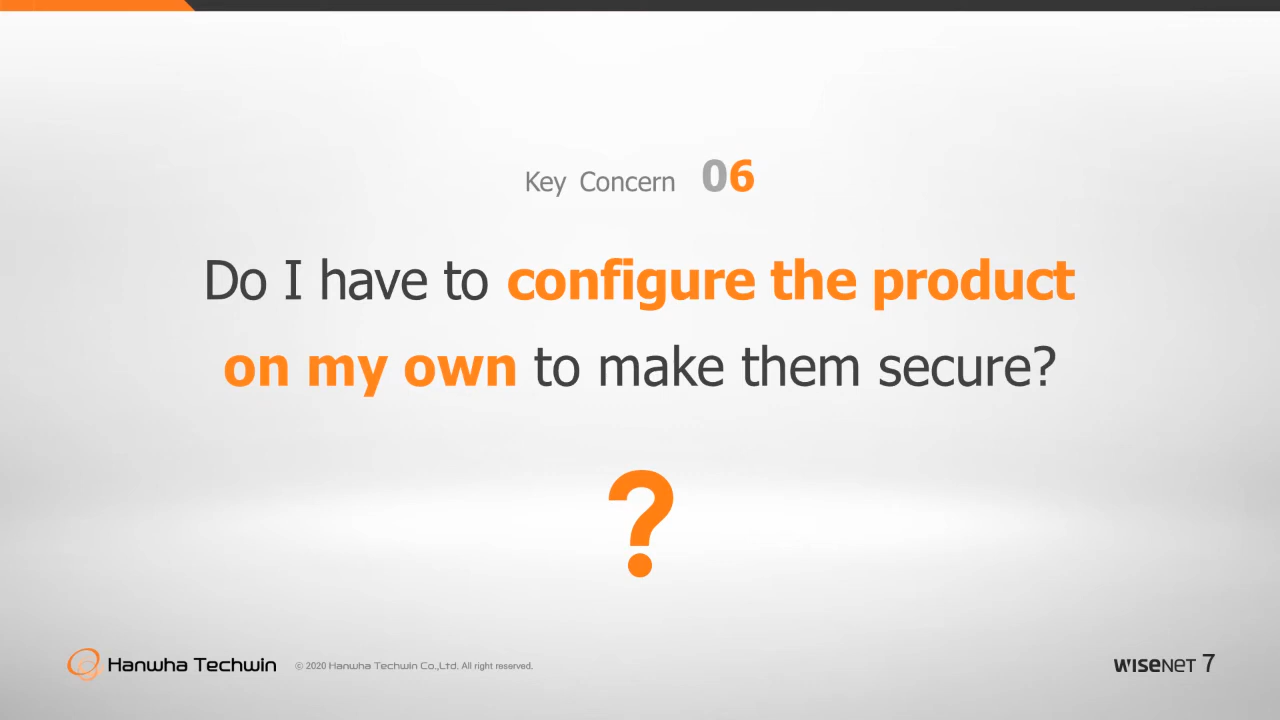 Key Concern 06
Do I have to configure the product
on my own to make them secure?
?
Hanwha Techwin © 2020 Hanwha Techwin Co.,Ltd. All right reserved.
WISENET 7